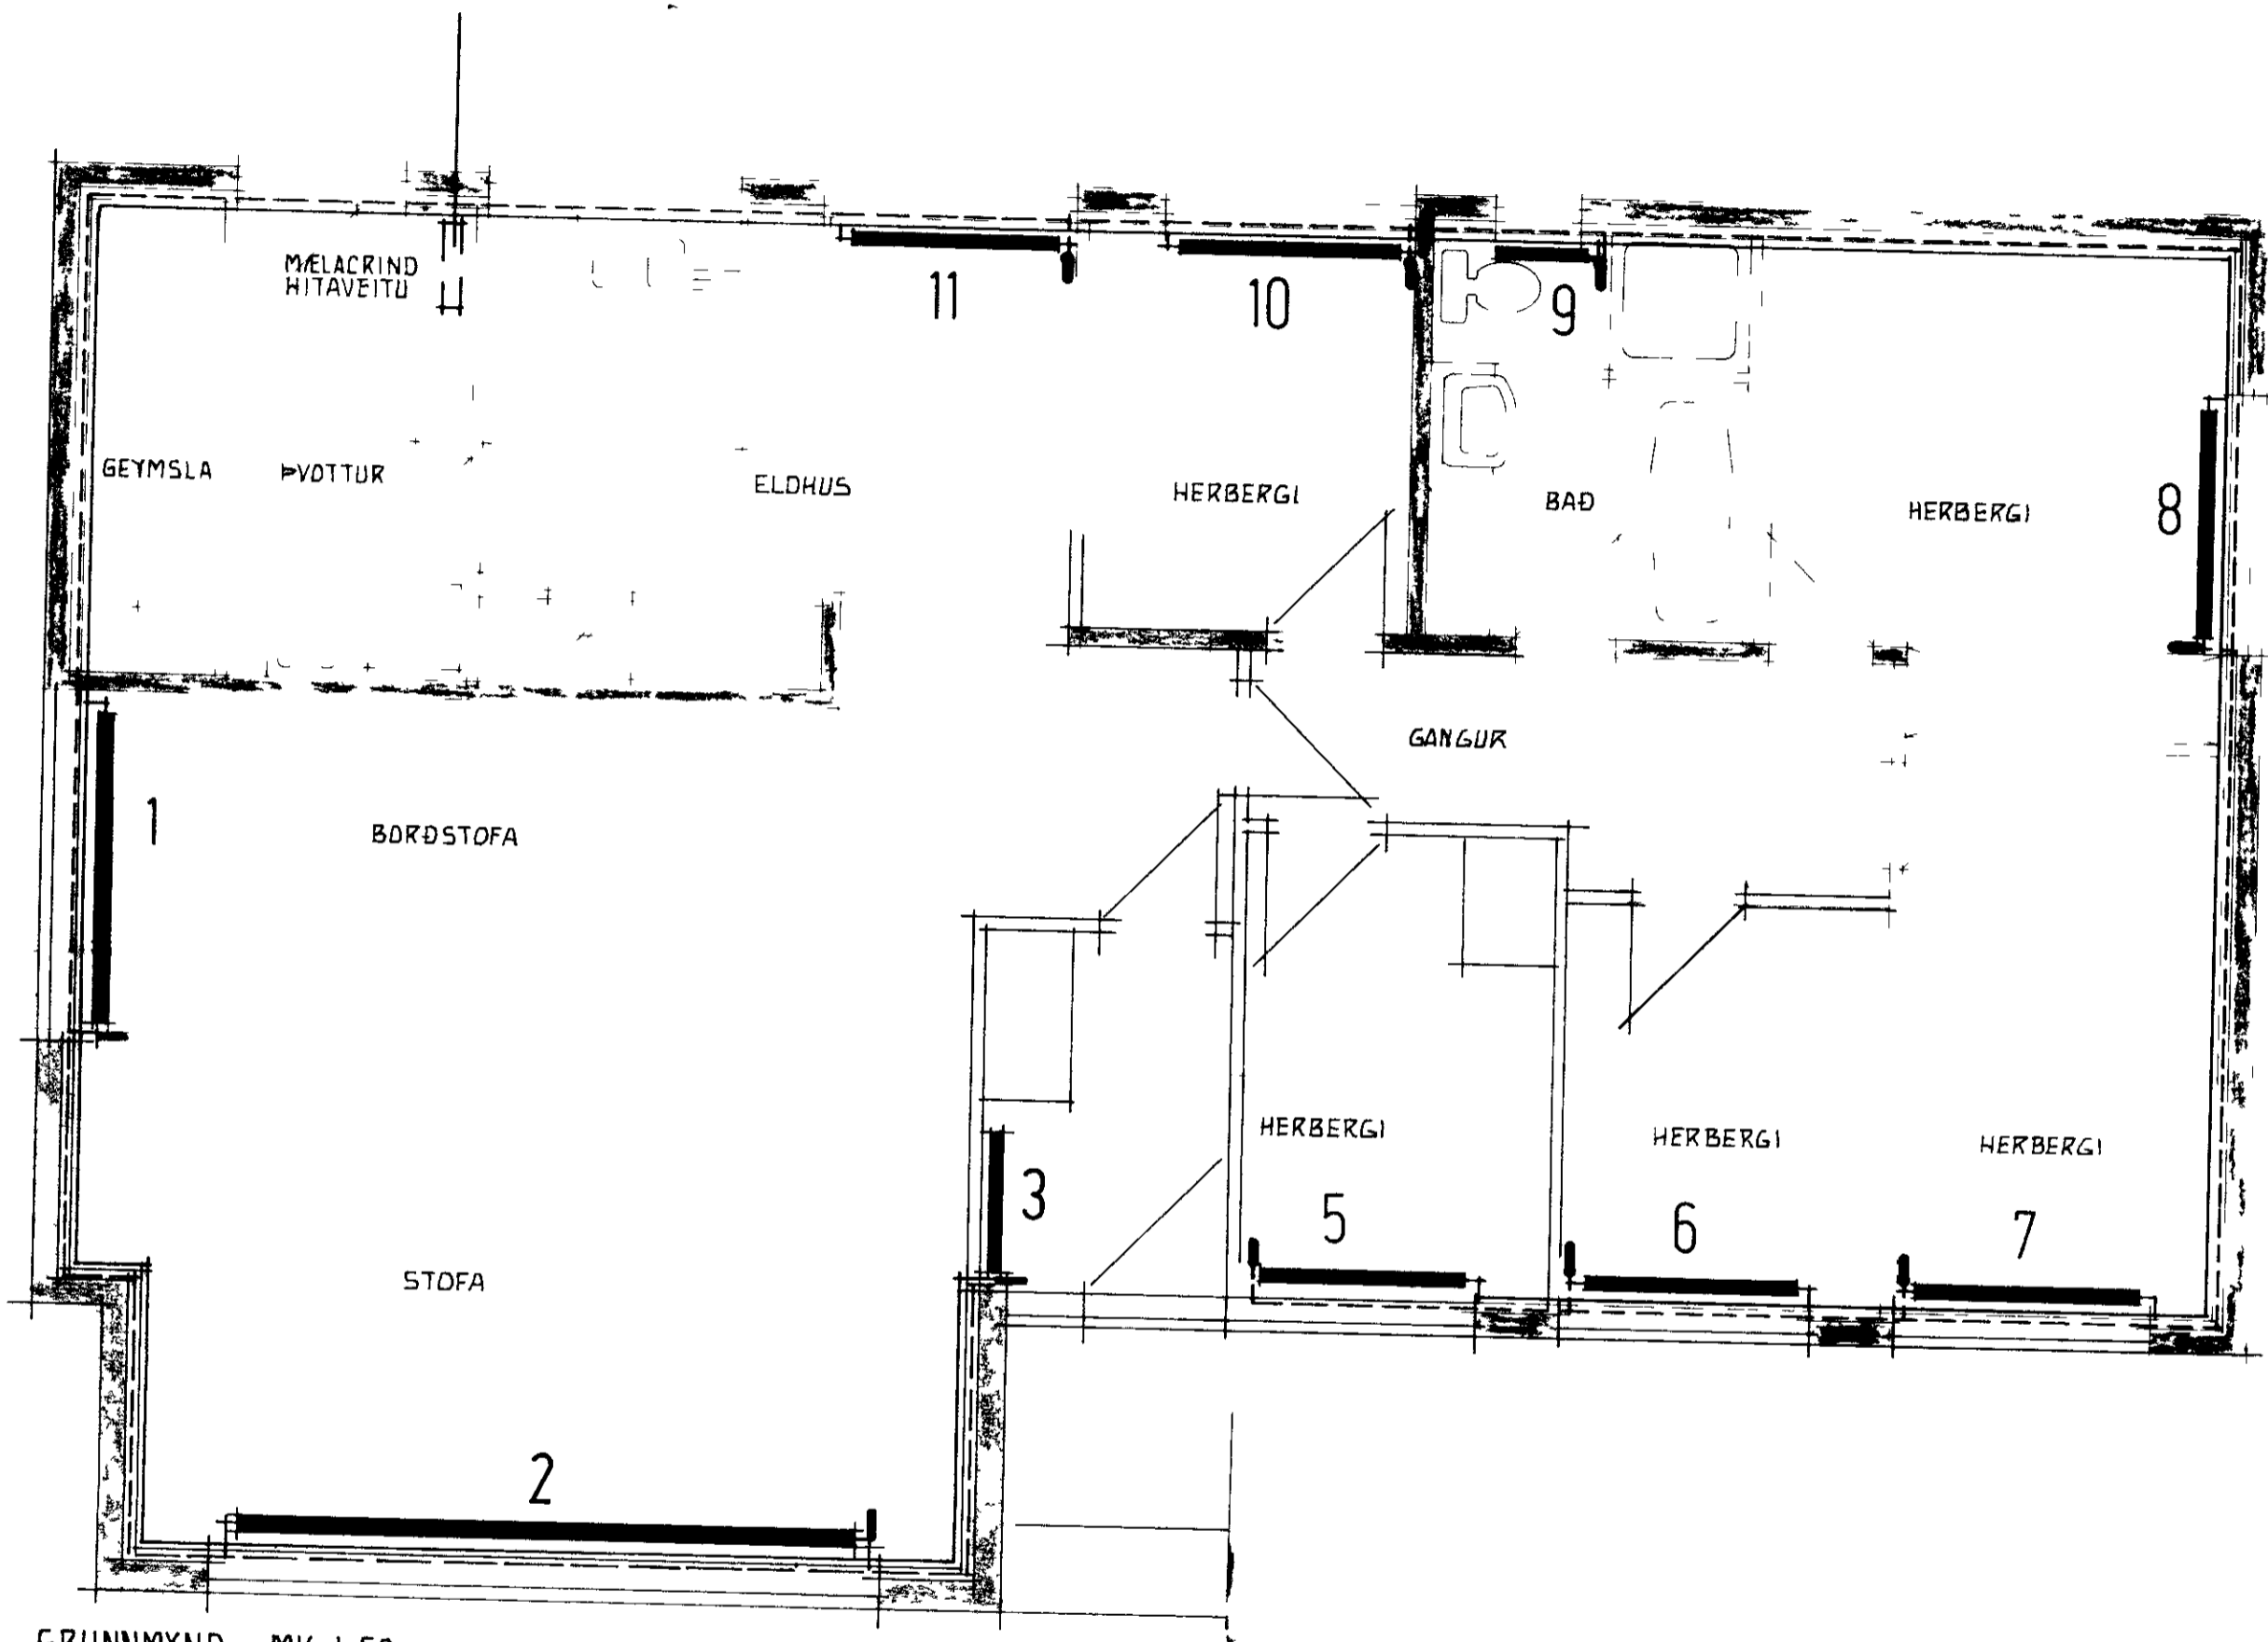 MÆLAGRIND
HITAVEITU
11
10
9
GEYMSLA
ÞVOTTUR
ELDHUS
HERBERGI
BAÐ
HERBERGI
8
GANGUR
1
BORÐSTOFA
HERBERGI
HERBERGI
HERBERGI
3
5
6
7
STOFA
2